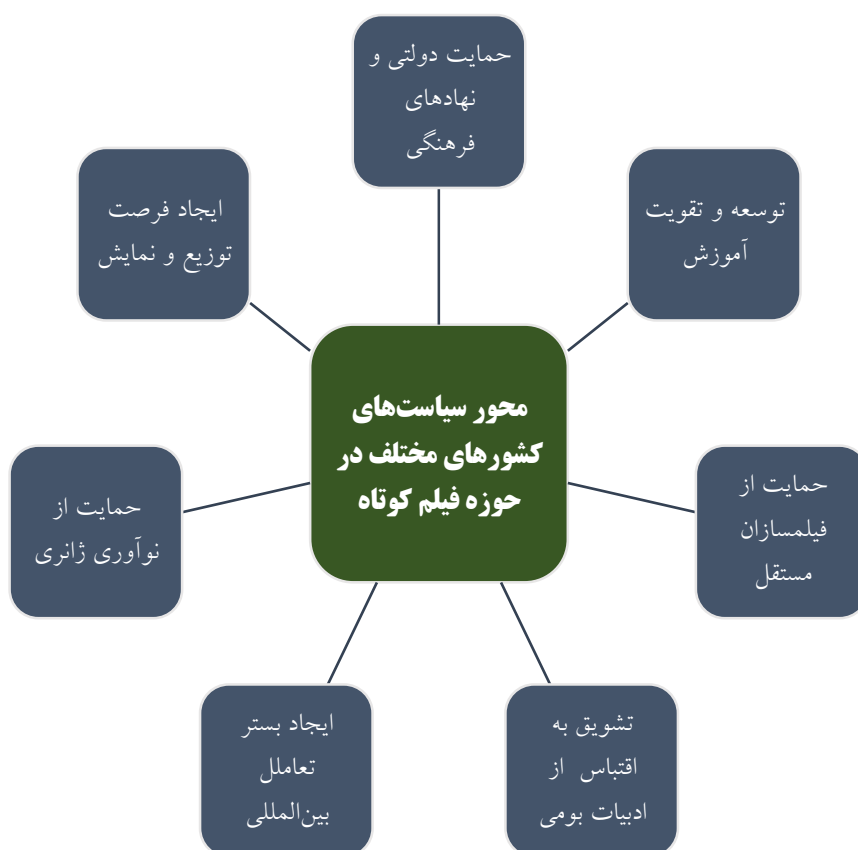 حمایت دولتی و
نهادهای
فرهنگی
توسعه و تقویت
آموزش
حمایت از
فیلمسازان
مستقل
تشویق به
اقتباس از
ادبیات بومی
ایجاد بستر
تعاملل
بین‌المللی
حمایت از
نوآوری ژانری
ایجاد فرصت
توزیع و نمایش
محور سیاست‌های
کشورهای مختلف در
حوزه فیلم کوتاه